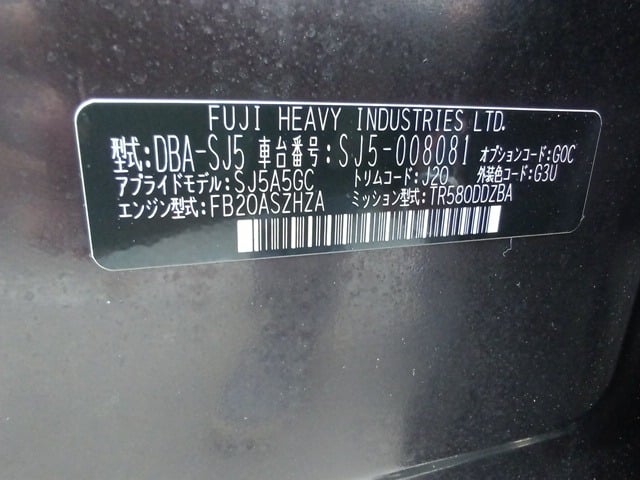 FUJI HEAVY INDUSTRIES LTD.
型式:DBA-SJ5 車台番号:SJ5-008081 オプションコード:GOC
アプライドモデル:SJ5A5GC トリムコード:J20 外装色コード:G3U
エンジン型式:FB20ASZHZA ミッション型式:TR580DDZBA